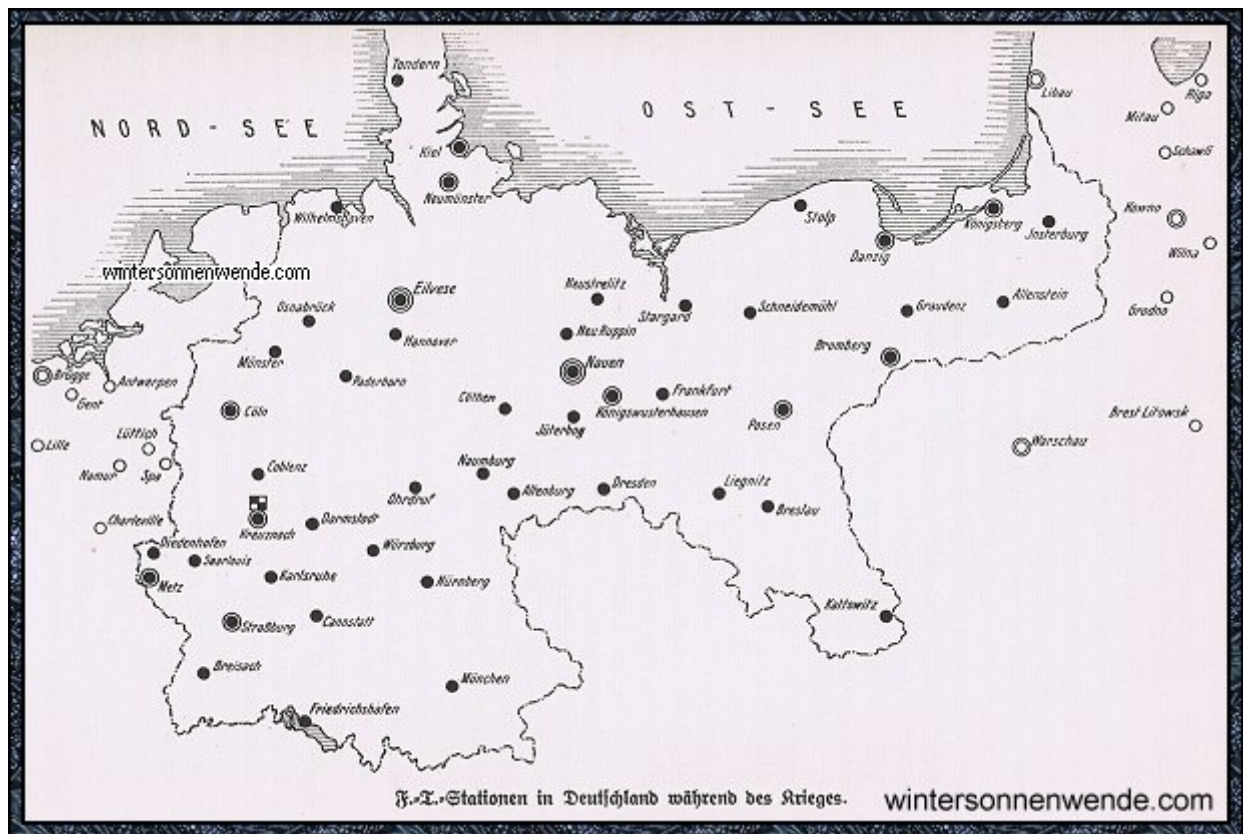 Tondern
NORD-SEE
OST-SEE
Libau
Riga
Mitau
Schawli
Kiel
Neumünster
Wilhelmshaven
Stolp
Königsberg
Insterburg
Kowno
Wilna
Danzig
wintersonnenwende.com
Eilvese
Neustrelitz
Osnabrück
Stargard
Schneidemühl
Graudenz
Allenstein
Grodno
Hannover
Neu Ruppin
Münster
Bromberg
Nauen
Brügge
Antwerpen
Paderborn
Gent
Cöthen
Frankfurt
Königswusterhausen
Cöln
Jüterbog
Posen
Brest Litowsk
Lille
Lüttich
Warschau
Namur
Spa
Coblenz
Naumburg
Ohrdruf
Altenburg
Dresden
Liegnitz
Breslau
Charleville
Kreuznach
Darmstadt
Diedenhofen
Saarlouis
Würzburg
Metz
Karlsruhe
Nürnberg
Straßburg
Cannstatt
Kattowitz
Breisach
München
Friedrichshafen
F.-T.-Stationen in Deutschland während des Krieges.
wintersonnenwende.com